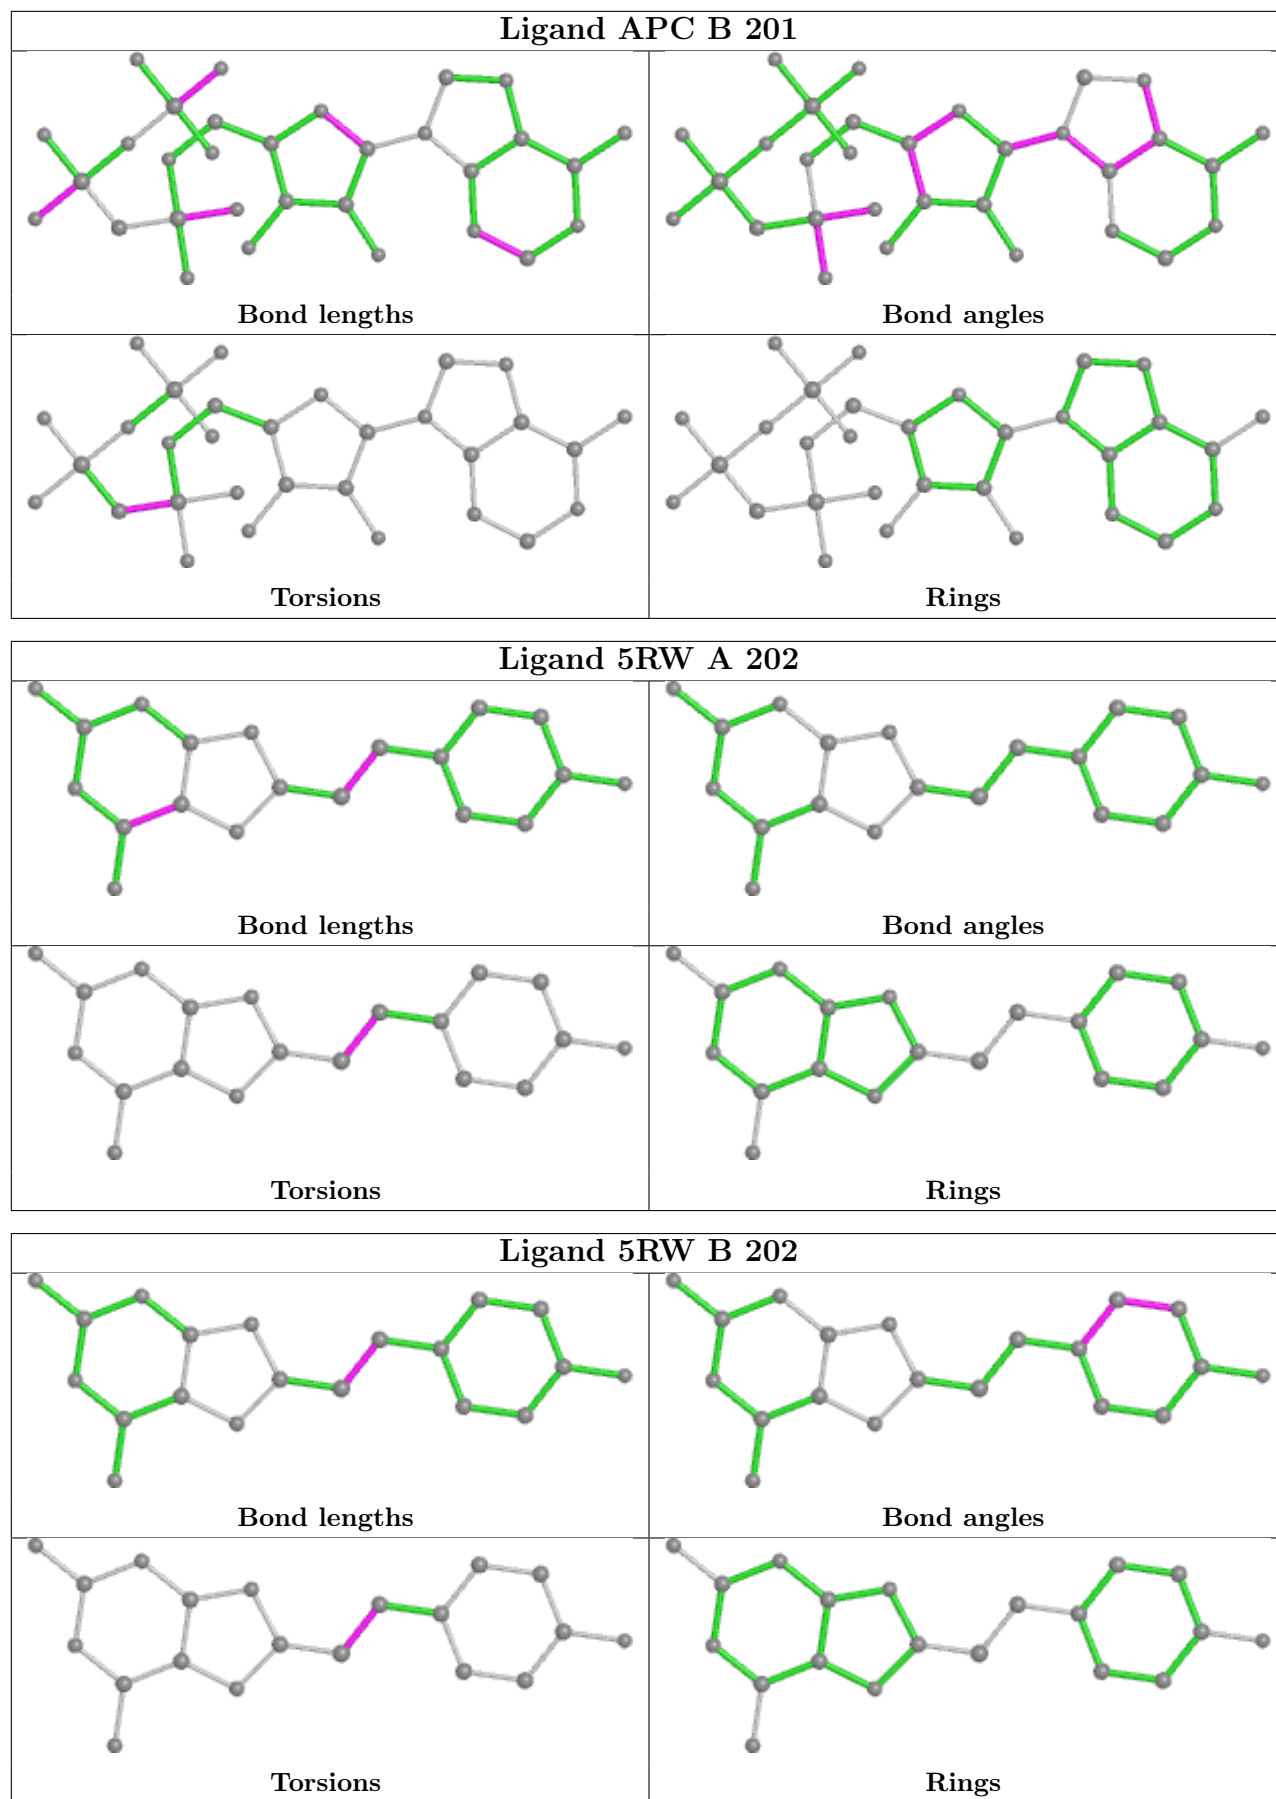 Ligand APC B 201
Bond lengths
Bond angles
Torsions
Rings
Ligand 5RW A 202
Bond lengths
Bond angles
Torsions
Rings
Ligand 5RW B 202
Bond lengths
Bond angles
Torsions
Rings